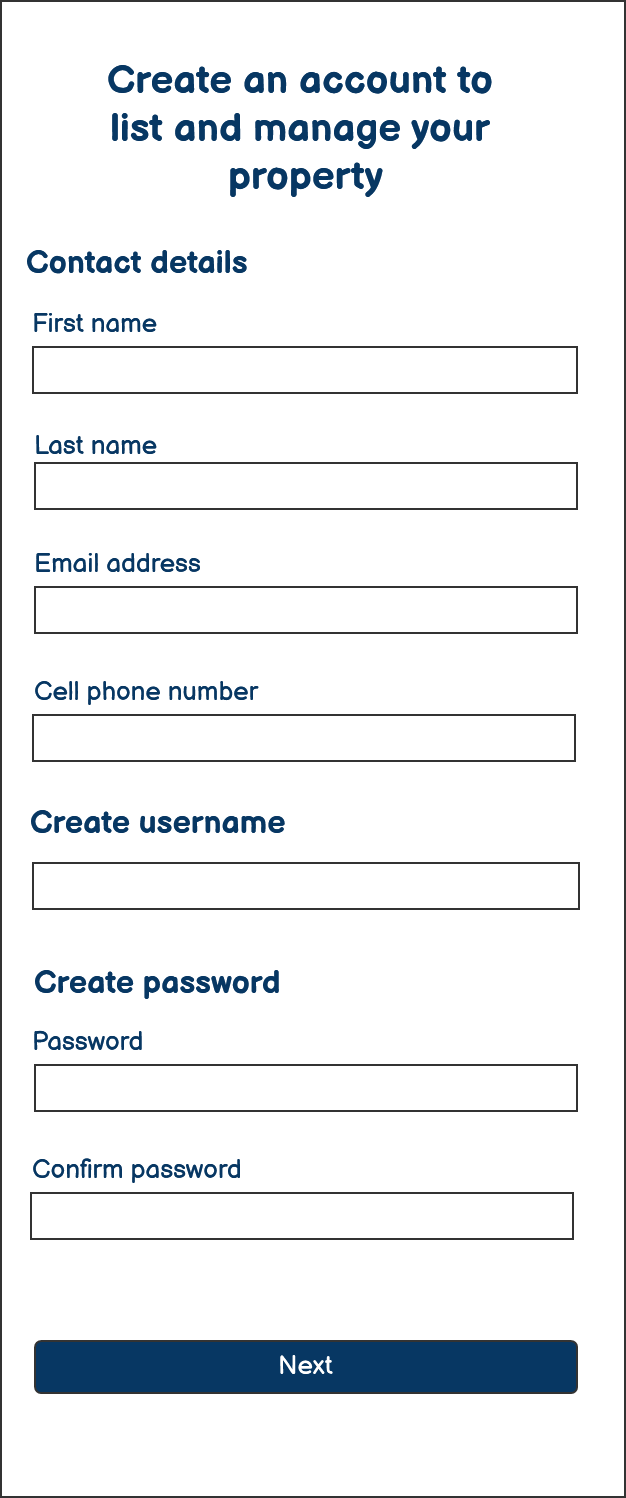 Create an account to
list and manage your
property
Contact details
First name
Last name
Email address
Cell phone number
Create username
Create password
Password
Confirm password
Next